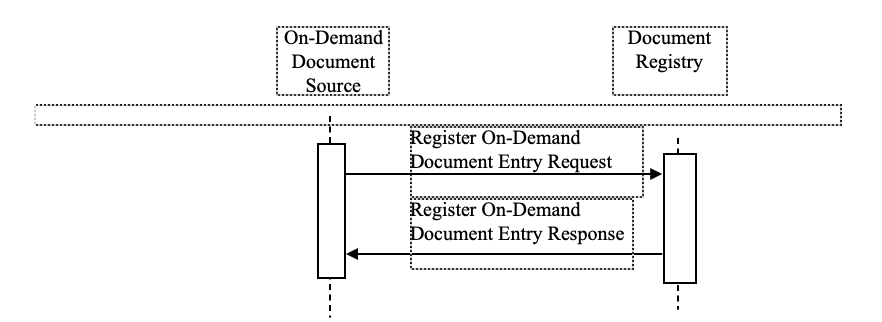 On-Demand
Document
Source
Document
Registry
Register On-Demand
Document Entry Request
Register On-Demand
Document Entry Response